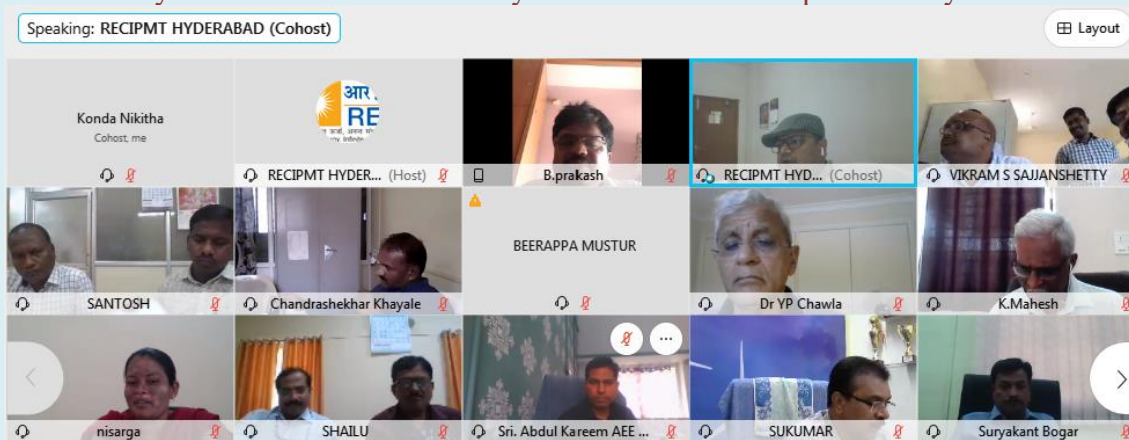 Speaking: RECIPMT HYDERABAD (Cohost)
Layout
Konda Nikitha
Cohost, me
आर
RE
RECIPMT HYDER... (Host)
B.prakash
RECIPMT HYD... (Cohost)
VIKRAM S SAJJANSHETTY
SANTOSH
Chandrashekhar Khayale
BEERAPPA MUSTUR
Dr YP Chawla
K.Mahesh
nisarga
SHAILU
Sri. Abdul Kareem AEE ...
SUKUMAR
Suryakant Bogar